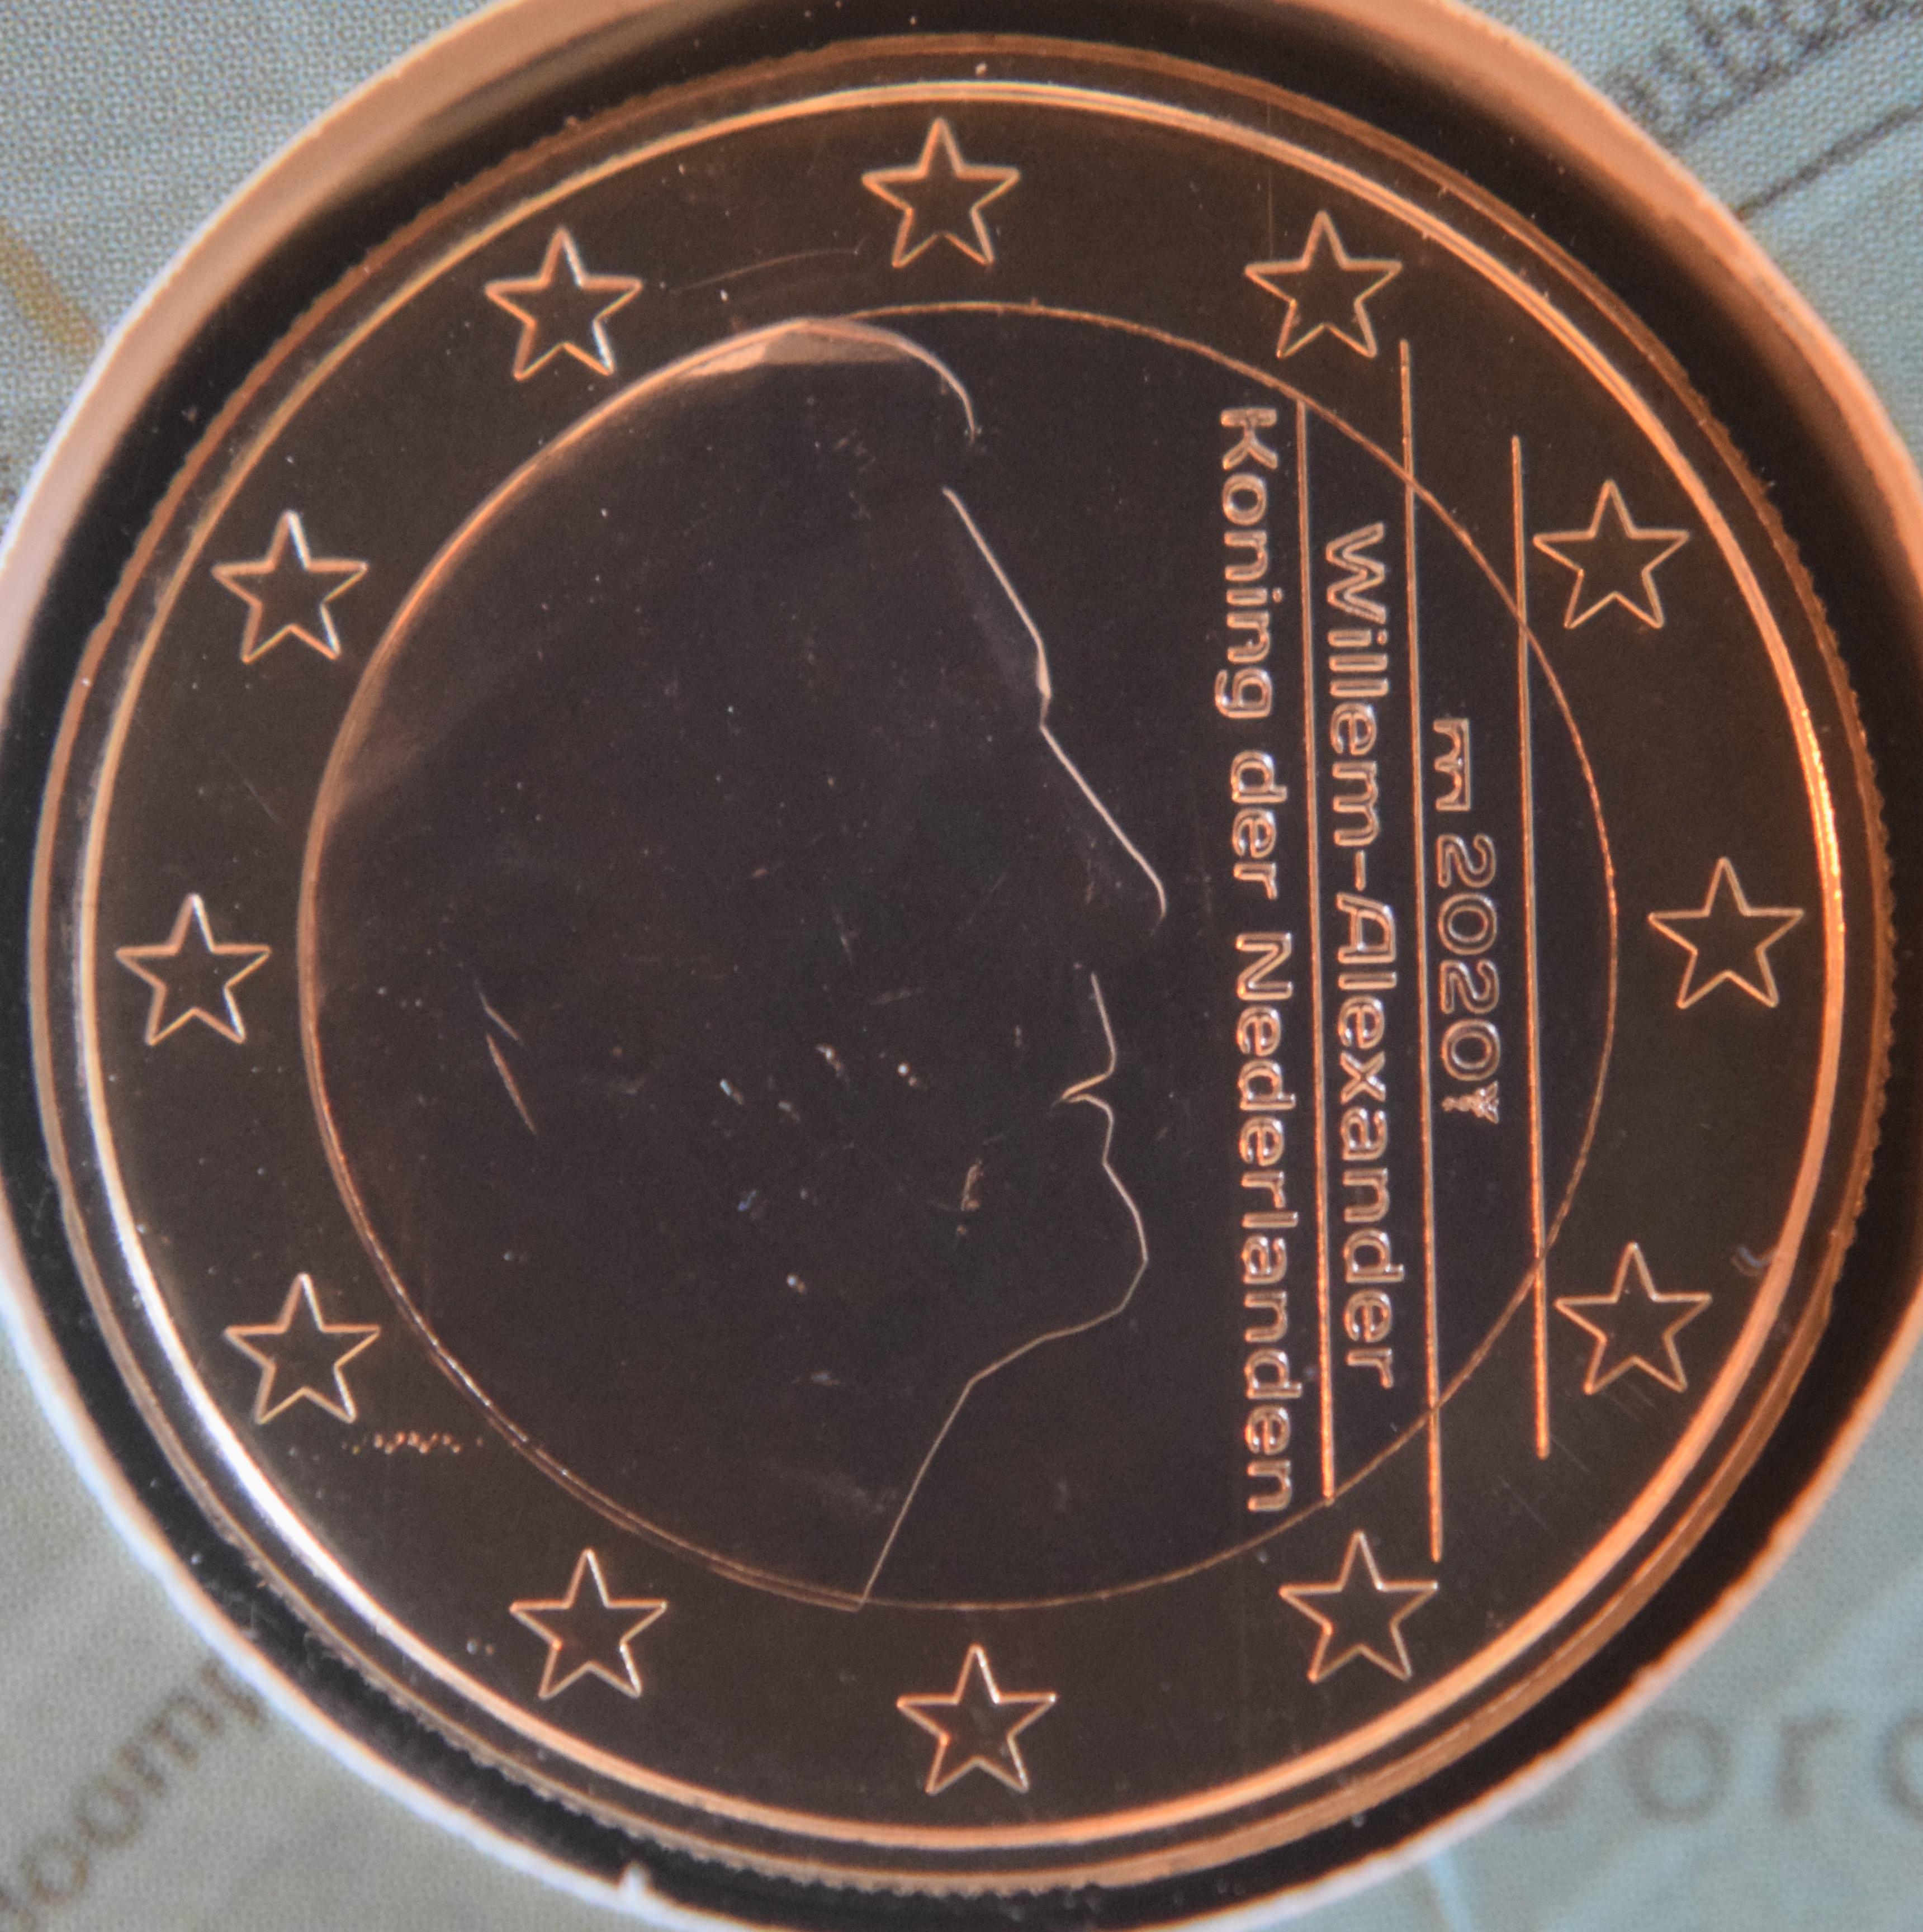 2020
Willem-Alexander
Koning der Nederlanden